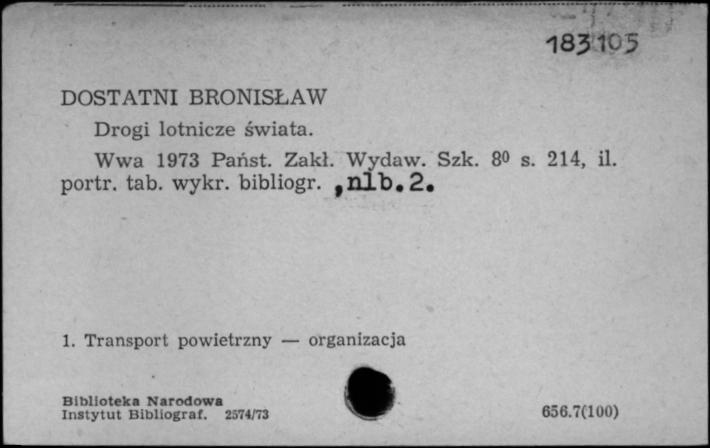 183105
DOSTATNI BRONISŁAW
Drogi lotnicze świata.
Wwa 1973 Państ. Zakł. Wydaw. Szk. 8⁰ s. 214, il.
portr. tab. wykr. bibliogr. ,nlb.2.
1. Transport powietrzny — organizacja
Biblioteka Narodowa
Instytut Bibliograf. 2574/73
656.7(100)